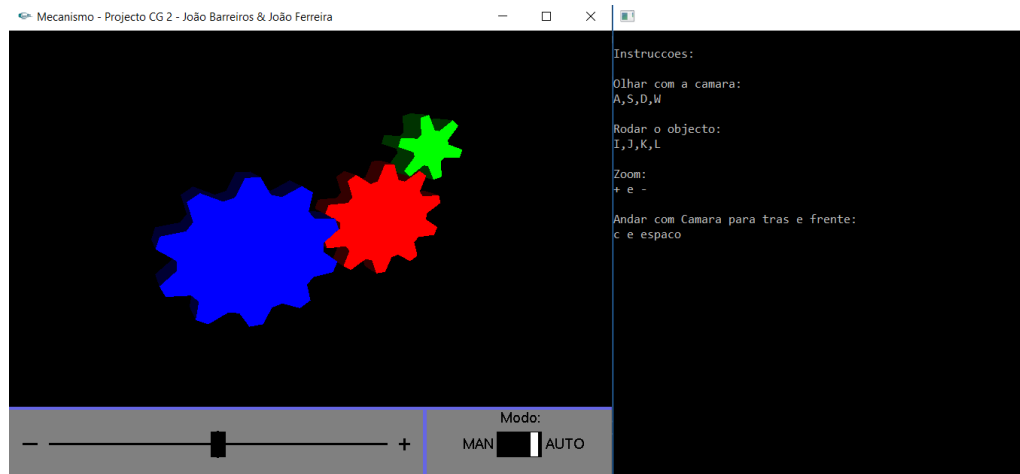 Mecanismo - Projecto CG 2 - João Barreiros & João Ferreira
Instruccoes:
Olhar com a camara:
A,S,D,W
Rodar o objecto:
I,J,K,L
Zoom:
+ e -
Andar com Camara para tras e frente:
c e espaco
Modo:
− +
MAN AUTO